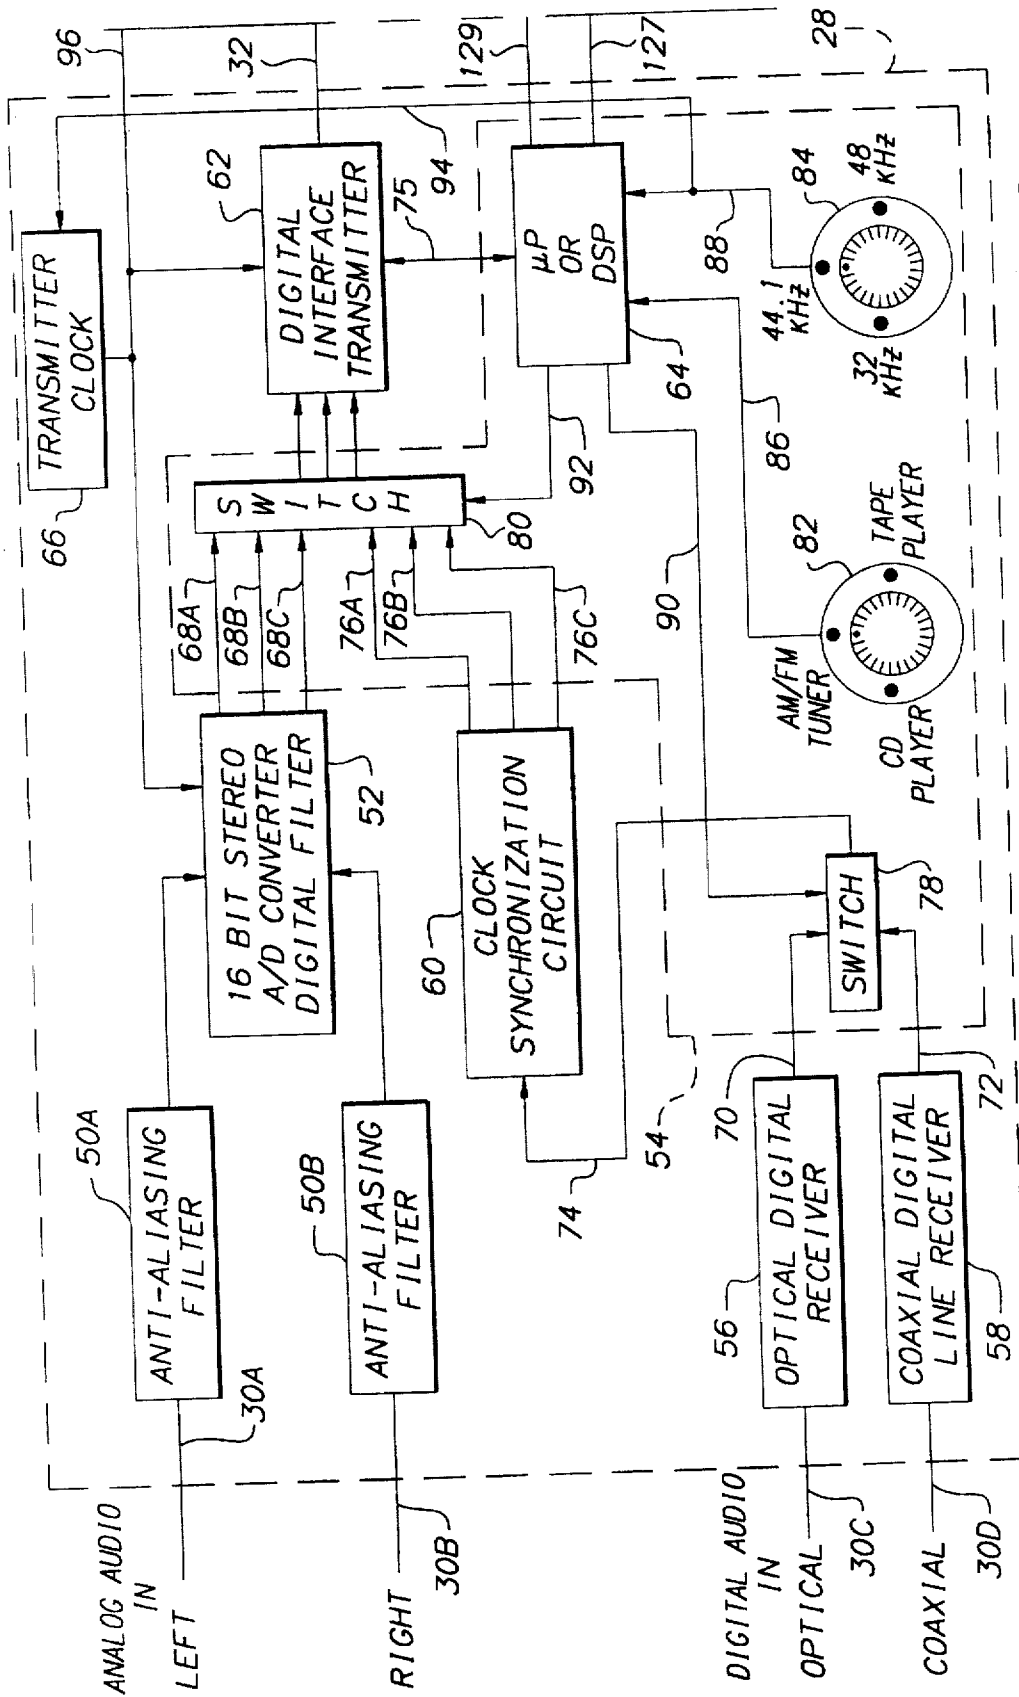 ANALOG AUDIO
IN
LEFT
30A
ANTI-ALIASING
FILTER
50A
RIGHT
30B
ANTI-ALIASING
FILTER
50B
16 BIT STEREO
A/D CONVERTER
DIGITAL FILTER
52
68A
68B
68C
TRANSMITTER
CLOCK
66
96
SWITCH
80
DIGITAL
INTERFACE
TRANSMITTER
62
32
CLOCK
SYNCHRONIZATION
CIRCUIT
60
76A
76B
76C
74
75
94
µP
OR
DSP
64
129
127
92
90
88
86
28
54
DIGITAL AUDIO
IN
OPTICAL
30C
OPTICAL DIGITAL
RECEIVER
56
70
COAXIAL
30D
COAXIAL DIGITAL
LINE RECEIVER
58
72
SWITCH
78
AM/FM
TUNER
CD
PLAYER
TAPE
PLAYER
82
44.1
KHz
32
KHz
48
KHz
84